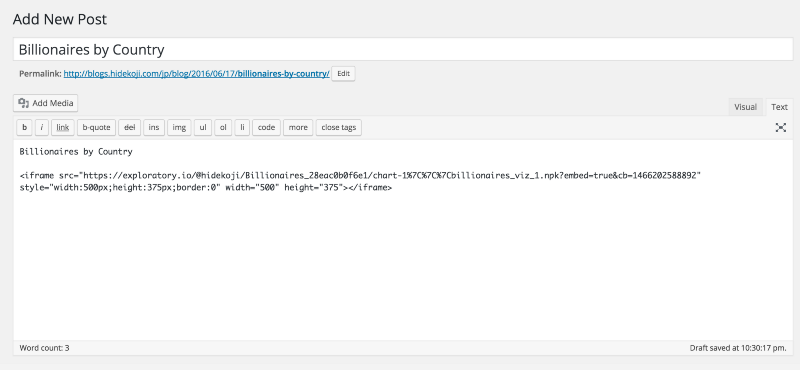 Add New Post
Billionaires by Country
Permalink: http://blogs.hidekoji.com/jp/blog/2016/06/17/billionaires-by-country/ Edit
Add Media Visual Text
b i link b-quote del ins img ul ol li code more close tags
Billionaires by Country
<iframe src="https://exploratory.io/@hidekoji/Billionaires_28eac0b0f6e1/chart-1%7C%7C%7Cbillionaires_viz_1.npk?embed=true&cb=1466202588892"
style="width:500px;height:375px;border:0" width="500" height="375"></iframe>
Word count: 3 Draft saved at 10:30:17 pm.